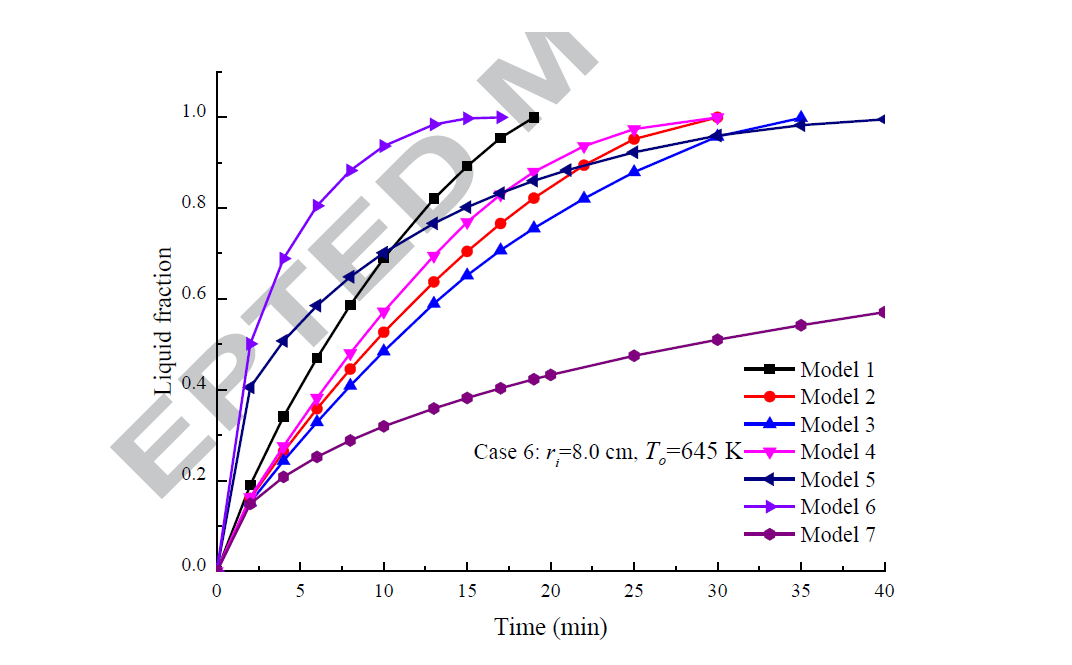 EPTED M
1.0
0.8
0.6
0.4
0.2
0.0
Liquid fraction
0
5
10
15
20
25
30
35
40
Time (min)
Case 6: rᵢ=8.0 cm, Tₒ=645 K
Model 1
Model 2
Model 3
Model 4
Model 5
Model 6
Model 7